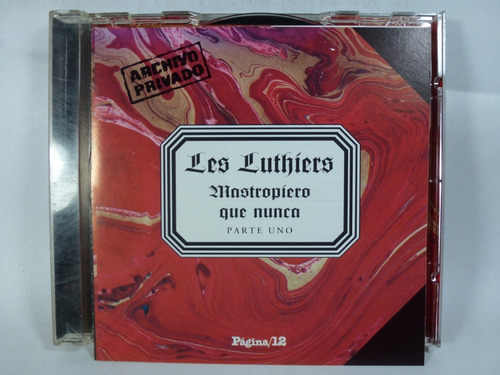 ARCHIVO
PRIVADO
Les Luthiers
Mastropiero
que nunca
PARTE UNO
Página/12